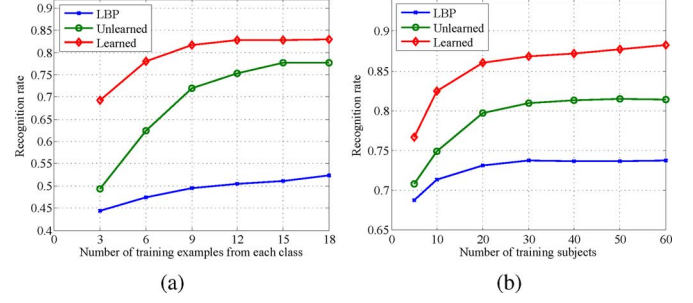 LBP
Unlearned
Learned
Recognition rate
0.85
0.8
0.75
0.7
0.65
0.6
0.55
0.5
0.45
0.4
0 3 6 9 12 15 18
Number of training examples from each class
(a)
LBP
Unlearned
Learned
Recognition rate
0.9
0.85
0.8
0.75
0.7
0.65
0 10 20 30 40 50 60
Number of training subjects
(b)